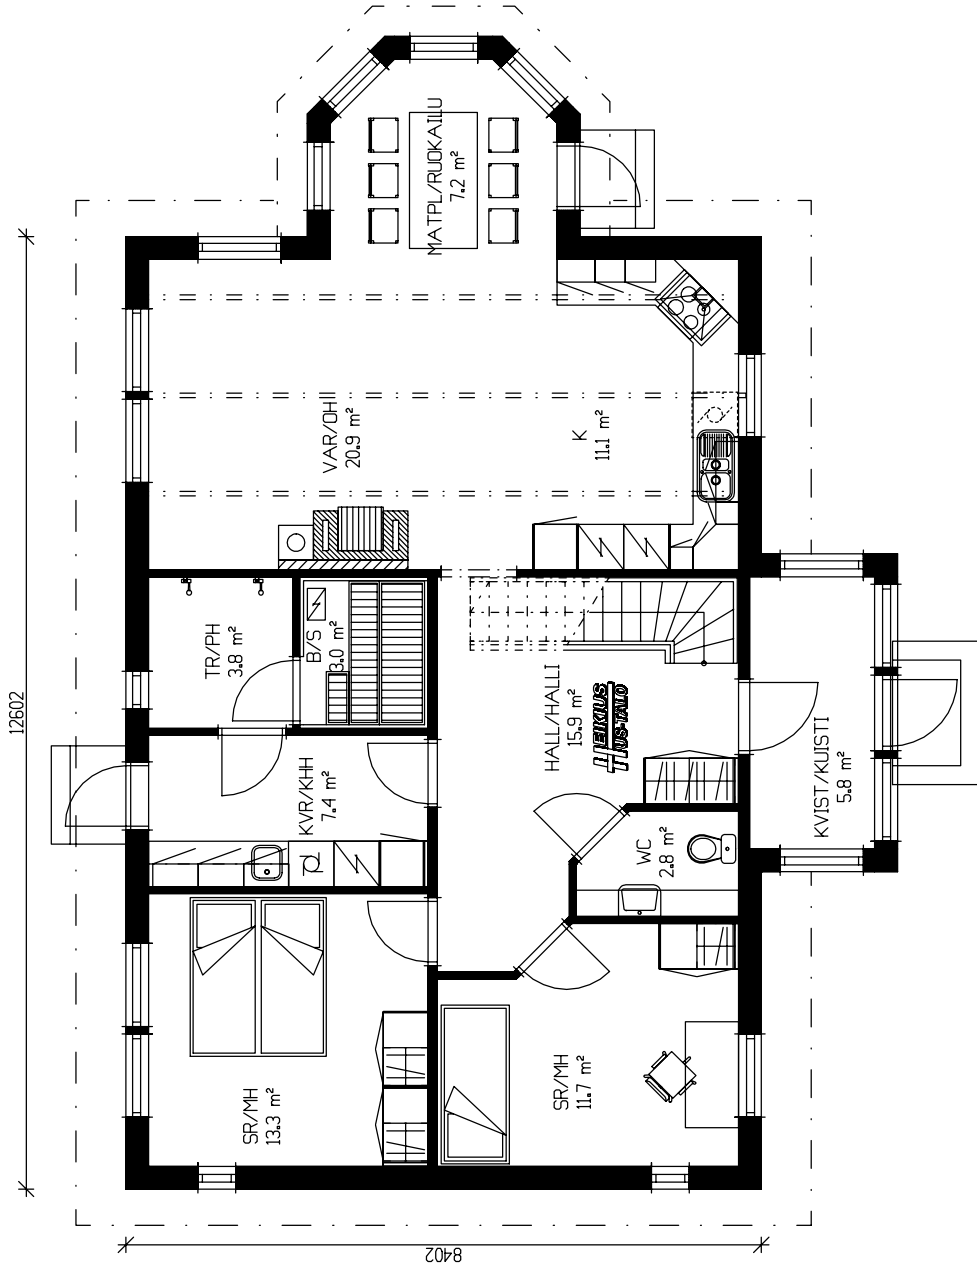 MATPL/RUOKAILU
7.2 m²
VAR/OH
20.9 m²
K
11.1 m²
TR/PH
3.8 m²
B/S
3.0 m²
HALL/HALLI
15.9 m²
HEIKIUS
HUS-TALO
KVIST/KUISTI
5.8 m²
KVR/KHH
7.4 m²
WC
2.8 m²
SR/MH
13.3 m²
SR/MH
11.7 m²
12602
8402